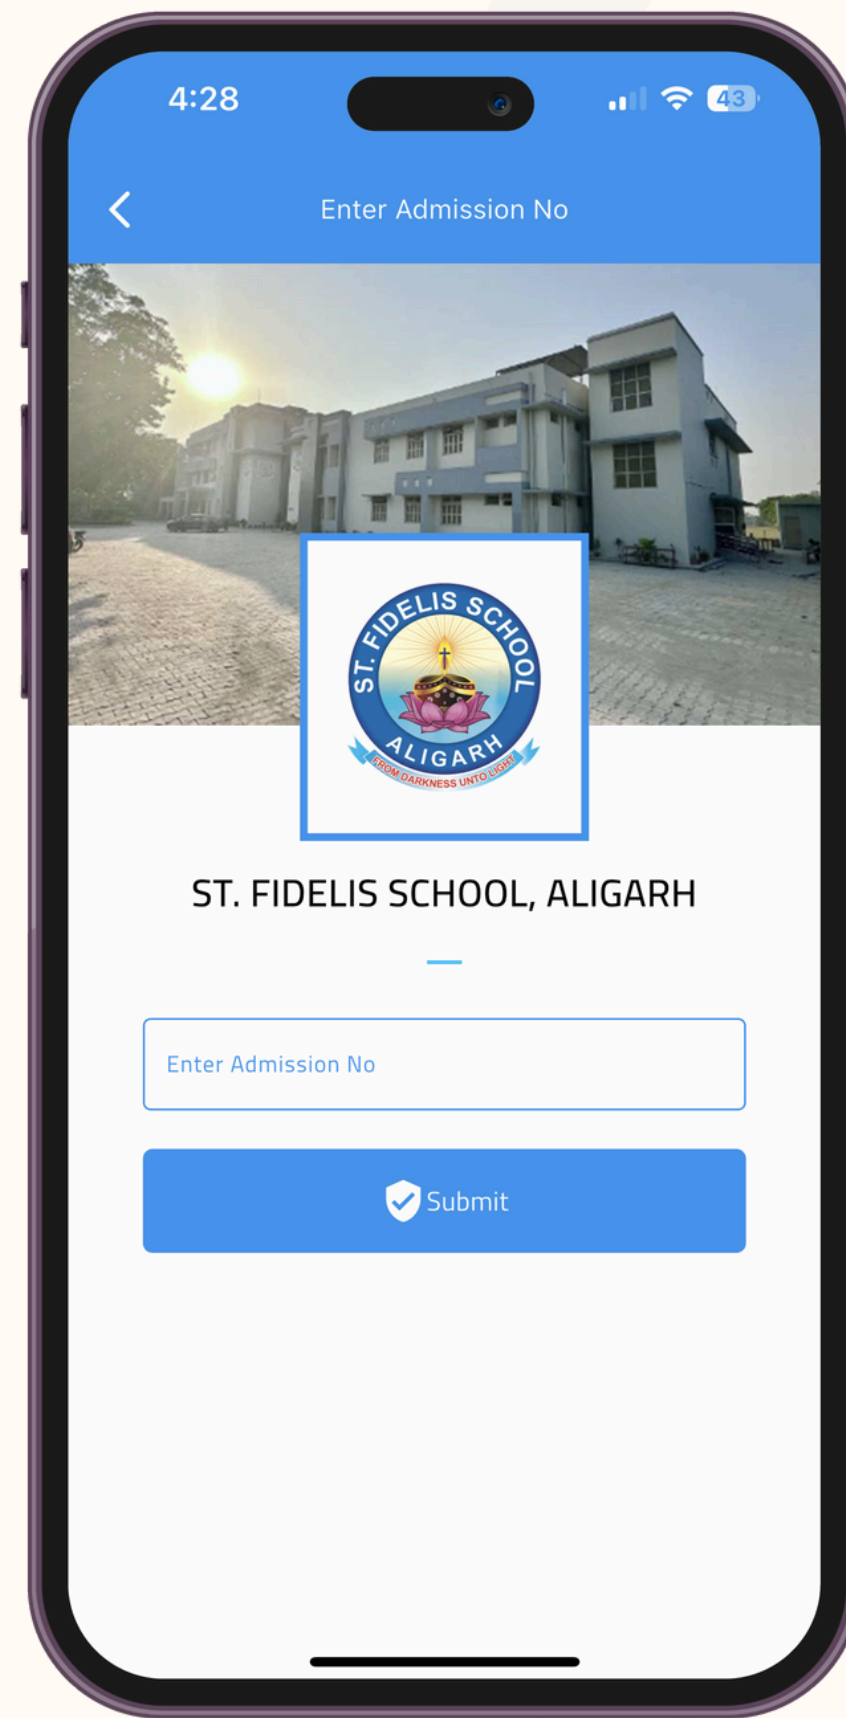 4:28
43
Enter Admission No
ST. FIDELIS SCHOOL
ALIGARH
FROM DARKNESS UNTO LIGHT
ST. FIDELIS SCHOOL, ALIGARH
Enter Admission No
Submit